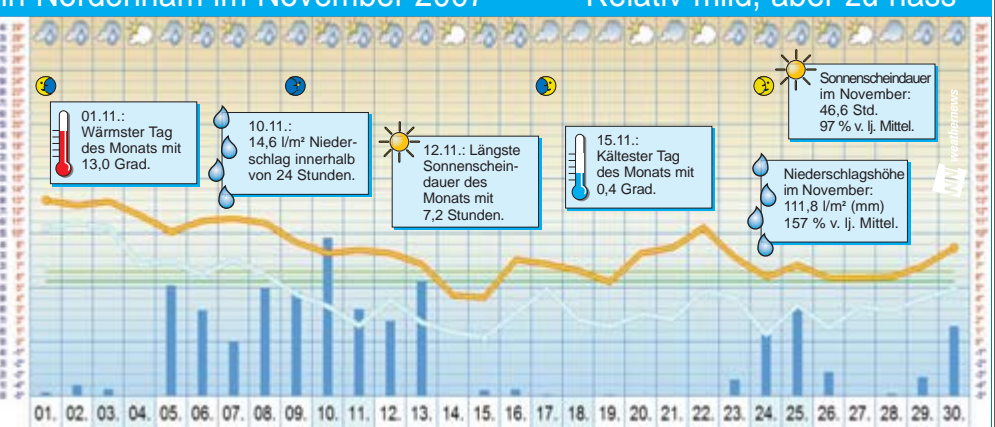 in Nordenham im November 2007 Relativ mild, aber zu nass
01.11.:
Wärmster Tag
des Monats mit
13,0 Grad.
10.11.:
14,6 l/m² Nieder-
schlag innerhalb
von 24 Stunden.
12.11.: Längste
Sonnenschein-
dauer des
Monats mit
7,2 Stunden.
15.11.:
Kältester Tag
des Monats mit
0,4 Grad.
Sonnenscheindauer
im November:
46,6 Std.
97 % v. lj. Mittel.
Niederschlagshöhe
im November:
111,8 l/m² (mm)
157 % v. lj. Mittel.
weathernews
01. 02. 03. 04. 05. 06. 07. 08. 09. 10. 11. 12. 13. 14. 15. 16. 17. 18. 19. 20. 21. 22. 23. 24. 25. 26. 27. 28. 29. 30.